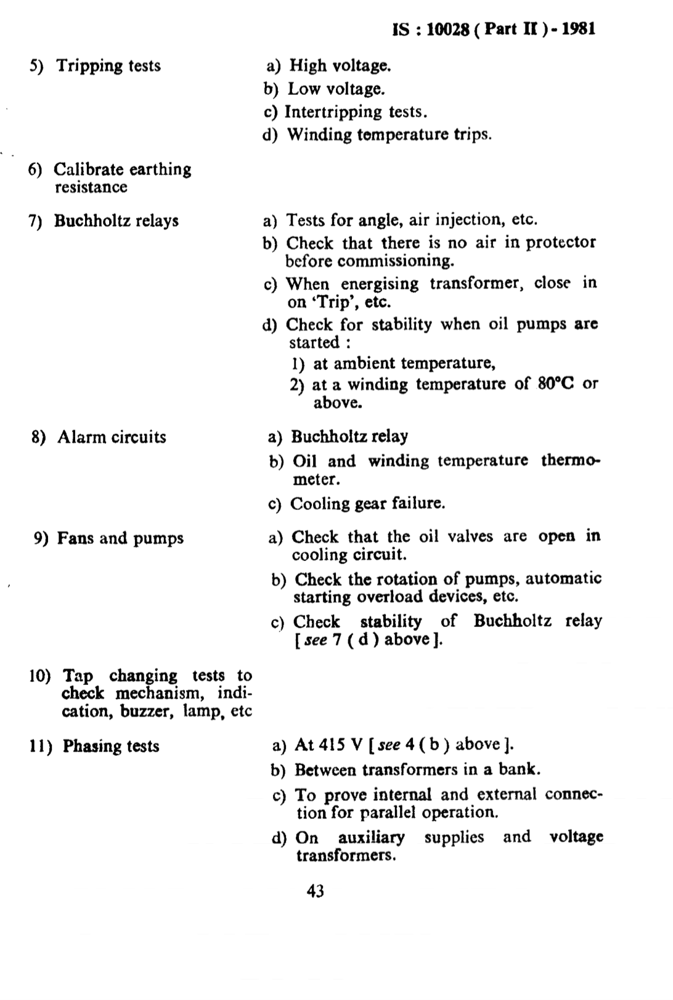 IS : 10028 ( Part II ) - 1981
5) Tripping tests
a) High voltage.
b) Low voltage.
c) Intertripping tests.
d) Winding temperature trips.
6) Calibrate earthing
resistance
7) Buchholtz relays
a) Tests for angle, air injection, etc.
b) Check that there is no air in protector
before commissioning.
c) When energising transformer, close in
on ‘Trip’, etc.
d) Check for stability when oil pumps are
started :
1) at ambient temperature,
2) at a winding temperature of 80°C or
above.
8) Alarm circuits
a) Buchholtz relay
b) Oil and winding temperature thermo-
meter.
c) Cooling gear failure.
9) Fans and pumps
a) Check that the oil valves are open in
cooling circuit.
b) Check the rotation of pumps, automatic
starting overload devices, etc.
c) Check stability of Buchholtz relay
[ see 7 ( d ) above ].
10) Tap changing tests to
check mechanism, indi-
cation, buzzer, lamp, etc
11) Phasing tests
a) At 415 V [ see 4 ( b ) above ].
b) Between transformers in a bank.
c) To prove internal and external connec-
tion for parallel operation.
d) On auxiliary supplies and voltage
transformers.
43